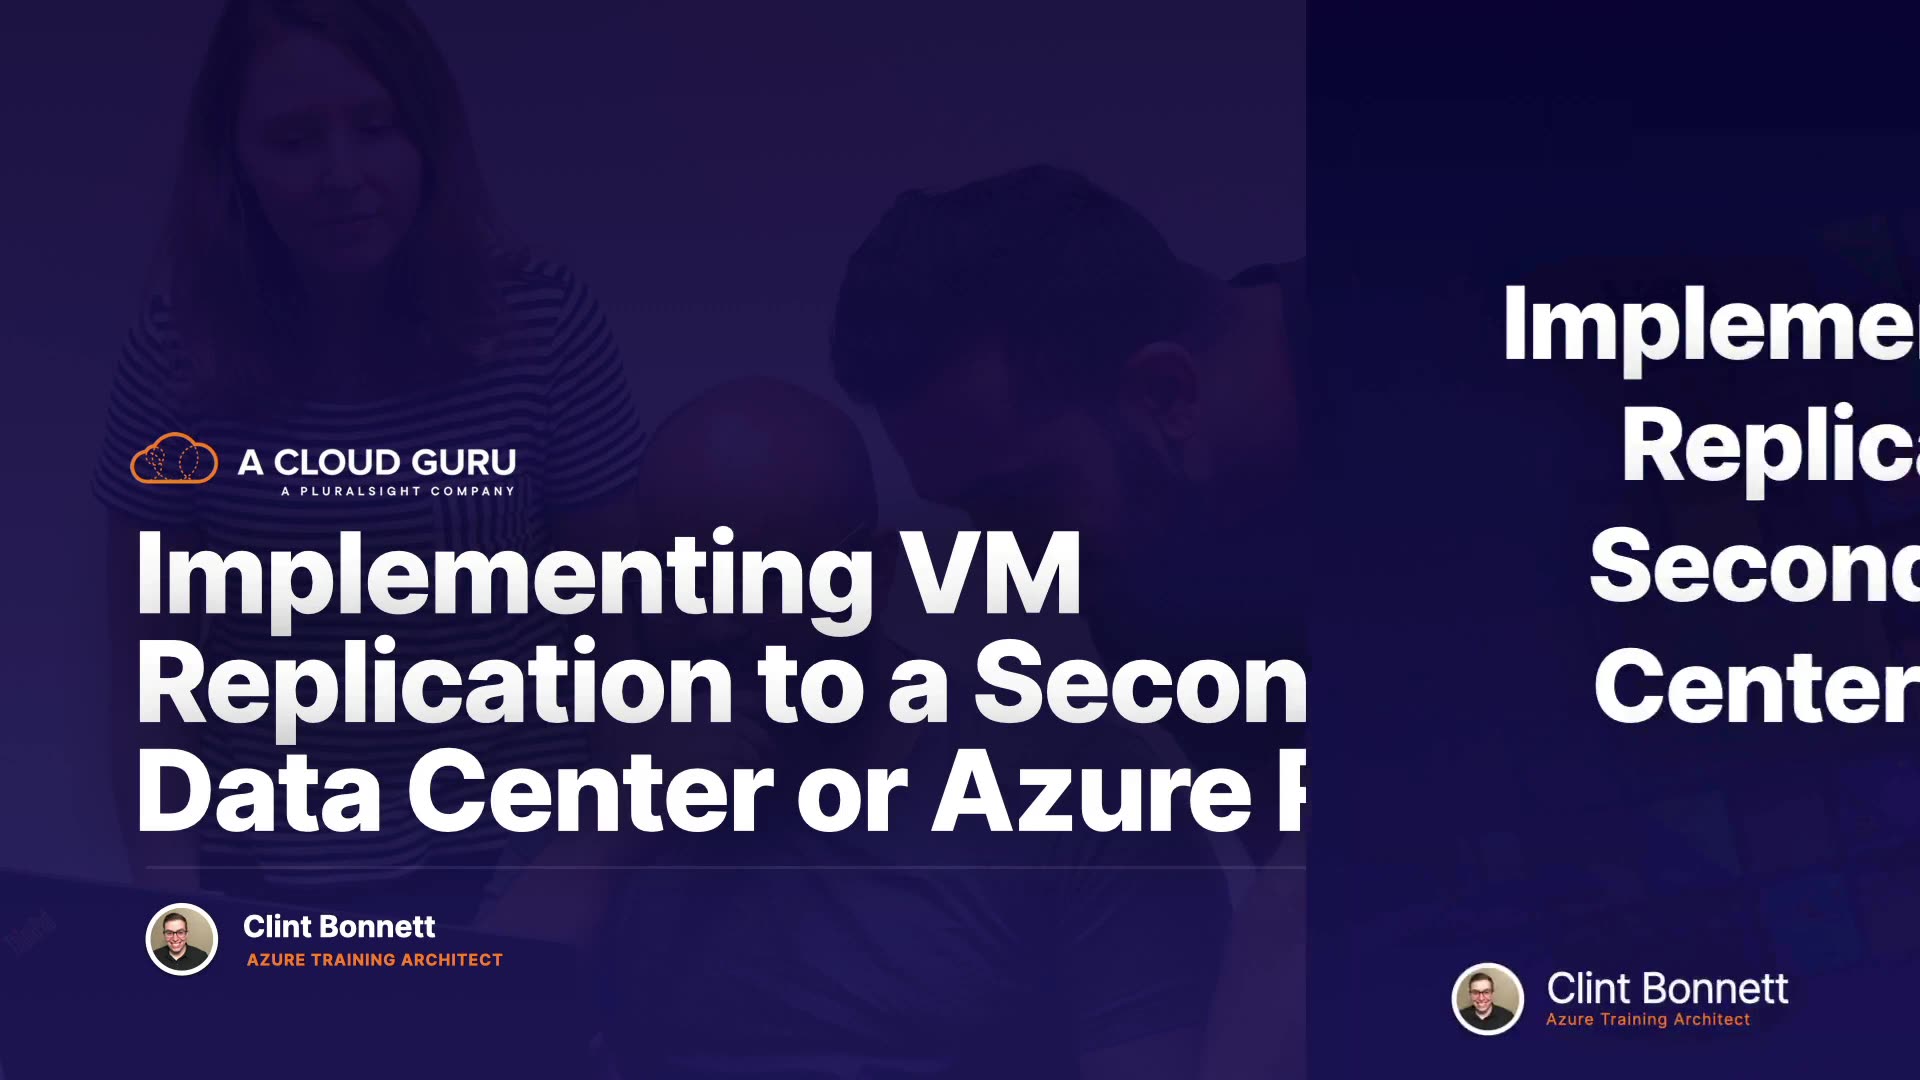 A CLOUD GURU
A PLURALSIGHT COMPANY
Implementing VM
Replication to a Secon
Data Center or Azure
Clint Bonnett
AZURE TRAINING ARCHITECT
Impleme
Replic
Secon
Center
Clint Bonnett
Azure Training Architect